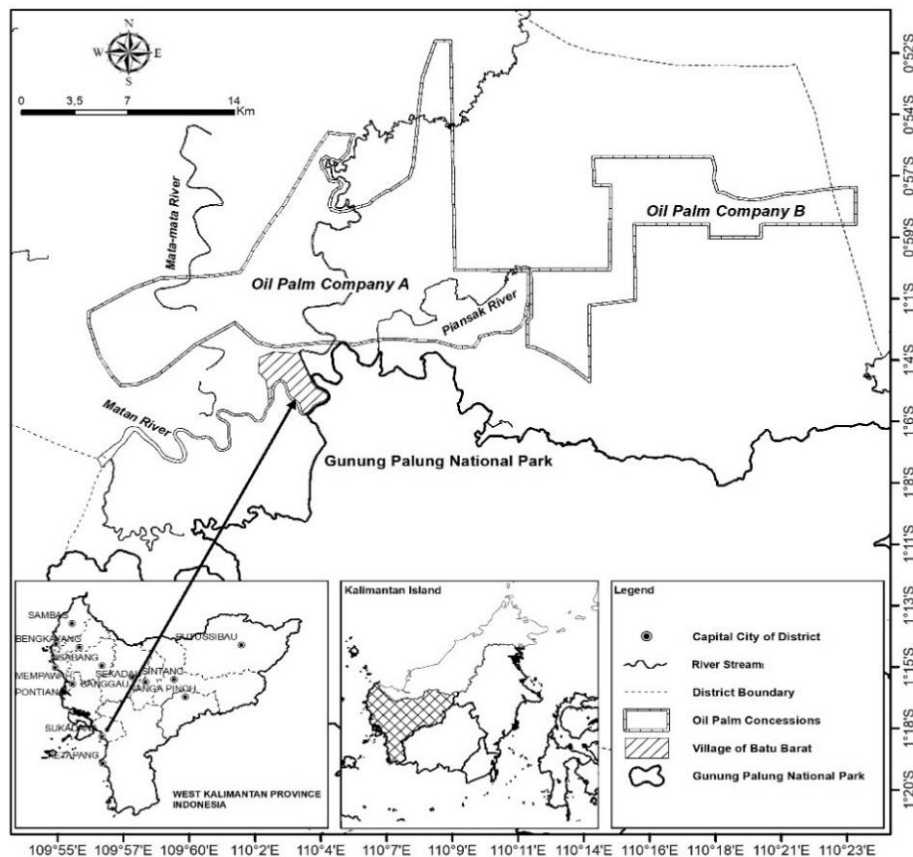 N
W E
S
0 3.5 7 14
Km
Mata-mata River
Oil Palm Company A
Oil Palm Company B
Piansak River
Matan River
Gunung Palung National Park
0°52'S
0°54'S
0°57'S
0°59'S
1°1'S
1°4'S
1°6'S
1°8'S
1°11'S
1°13'S
1°15'S
1°18'S
1°20'S
SAMBAS
BENGKAYANG
MEMPAWAH
SEKADAU
SINTANG
SANGGAU
PONTIANAK
KETAPANG
WEST KALIMANTAN PROVINCE
INDONESIA
Kalimantan Island
Legend
Capital City of District
River Stream
District Boundary
Oil Palm Concessions
Village of Batu Barat
Gunung Palung National Park
109°55'E 109°57'E 109°60'E 110°2'E 110°4'E 110°7'E 110°9'E 110°11'E 110°14'E 110°16'E 110°18'E 110°21'E 110°23'E